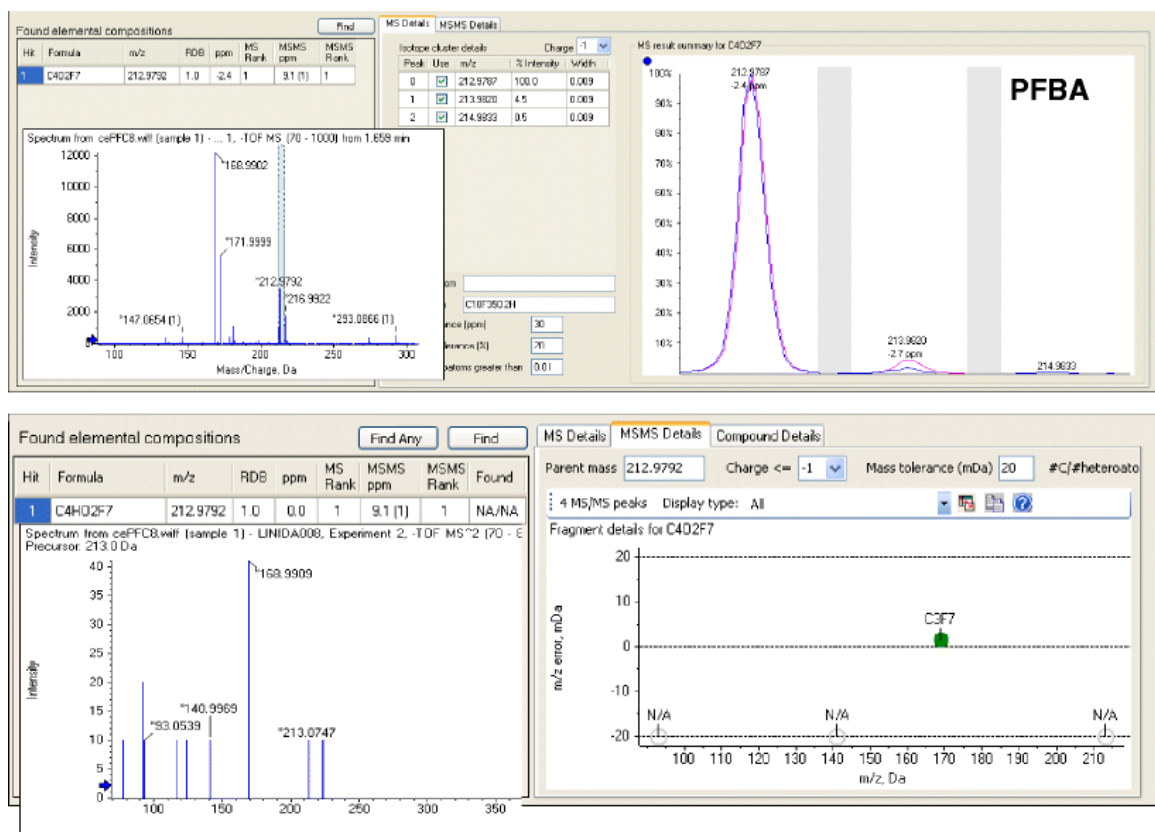 Found elemental compositions
Find
Hit Formula m/z RDB ppm MS Rank MSMS ppm MSMS Rank
1 C4O2F7 212.9792 1.0 -2.4 1 9.1 (1) 1
Spectrum from cePFC8.wiff (sample 1) - ... 1, -TOF MS (70 - 1000) from 1.659 min
12000
10000
8000
6000
4000
2000
0
Intensity
168.9902
*171.9999
*212.9792
*216.9922
*147.0654 (1)
*293.0866 (1)
100 150 200 250 300
Mass/Charge, Da
MS Details MSMS Details
Isotope cluster details Charge -1
Peak Use m/z % Intensity Width
0 212.9787 100.0 0.009
1 213.9820 4.5 0.009
2 214.9833 0.5 0.009
C18F39O2H
(ppm) 30
(%) 20
greater than 0.01
MS result summary for C4O2F7
PFBA
100%
90%
80%
70%
60%
50%
40%
30%
20%
10%
212.9787
-2.4 ppm
213.9820
-2.7 ppm
214.9833
Found elemental compositions
Find Any Find
Hit Formula m/z RDB ppm MS Rank MSMS ppm MSMS Rank Found
1 C4HO2F7 212.9792 1.0 0.0 1 9.1 (1) 1 NA/NA
Spectrum from cePFC8.wiff (sample 1) - LINIDA008, Experiment 2, -TOF MS^2 (70 - 8
Precursor: 213.0 Da
40
35
30
25
20
15
10
5
0
Intensity
168.9909
*140.9969
*93.0539
*213.0747
100 150 200 250 300 350
MS Details MSMS Details Compound Details
Parent mass 212.9792 Charge <= -1 Mass tolerance (mDa) 20 #C/#heteroato
4 MS/MS peaks Display type: All
Fragment details for C4O2F7
20
10
0
-10
-20
m/z error, mDa
C3F7
N/A N/A N/A
100 110 120 130 140 150 160 170 180 190 200 210
m/z, Da